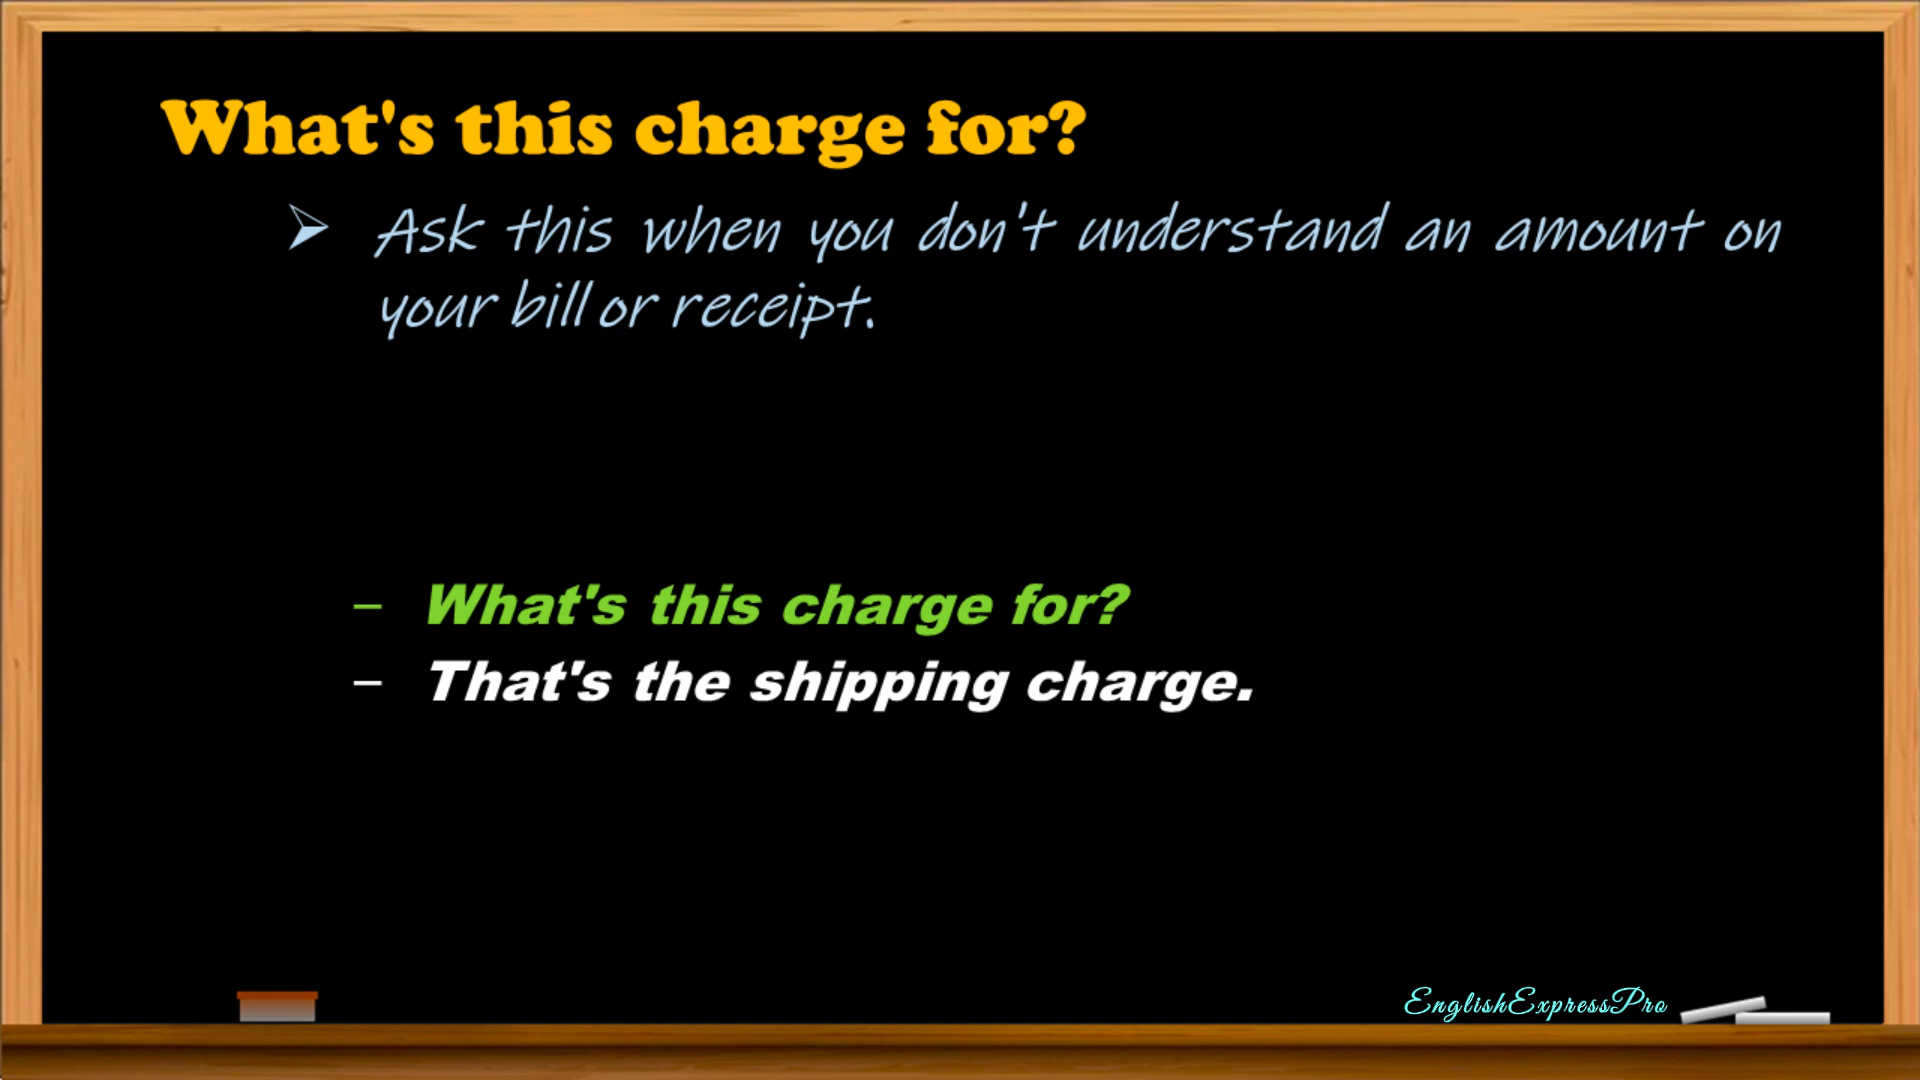 What's this charge for?
➢ Ask this when you don't understand an amount on
your bill or receipt.
– What's this charge for?
– That's the shipping charge.
EnglishExpressPro